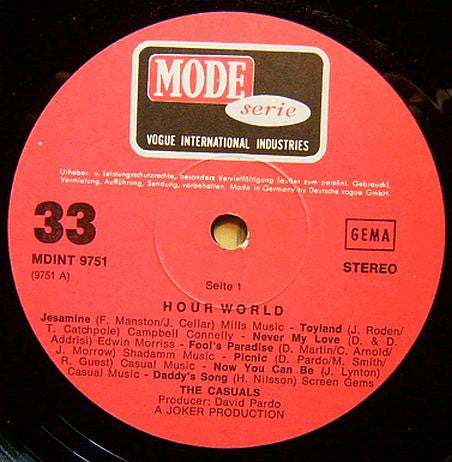 MODE
serie
VOGUE INTERNATIONAL INDUSTRIES
Urheber- u. Leistungsschutzrechte, besonders Vervielfältigung (außer zum persönl. Gebrauch),
Vermietung, Aufführung, Sendung, vorbehalten. Made in Germany by Deutsche vogue GmbH.
33
GEMA
MDINT 9751
STEREO
(9751 A)
Seite 1
HOUR WORLD
Jesamine (F. Manston/J. Cellar) Mills Music - Toyland (J. Roden/
T. Catchpole) Campbell Connelly - Never My Love (D. & D.
Addrisi) Edwin Morriss - Fool's Paradise (D. Martin/C. Arnold/
J. Morrow) Shadamm Music - Picnic (D. Pardo/M. Smith/
R. Guest) Casual Music - Now You Can Be (J. Lynton)
Casual Music - Daddy's Song (H. Nilsson) Screen Gems
THE CASUALS
Producer: David Pardo
A JOKER PRODUCTION